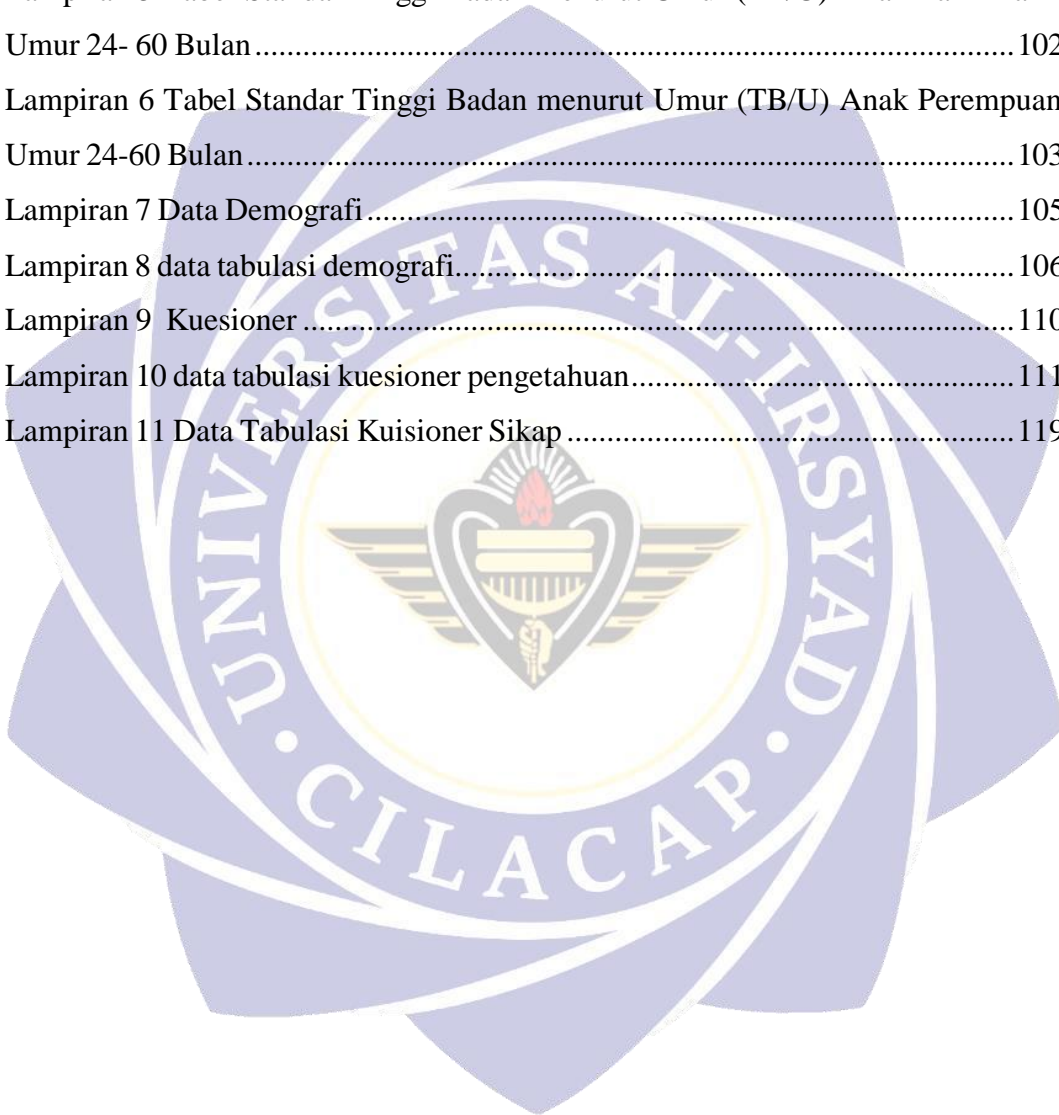 Umur 24- 60 Bulan.......................................................................................................102
Lampiran 6 Tabel Standar Tinggi Badan menurut Umur (TB/U) Anak Perempuan
Umur 24-60 Bulan........................................................................................................103
Lampiran 7 Data Demografi.........................................................................................105
Lampiran 8 data tabulasi demografi............................................................................106
Lampiran 9  Kuesioner .................................................................................................110
Lampiran 10 data tabulasi kuesioner pengetahuan....................................................111
Lampiran 11 Data Tabulasi Kuisioner Sikap .............................................................119
UNIVERSITAS AL-IRSYAD
CILACAP